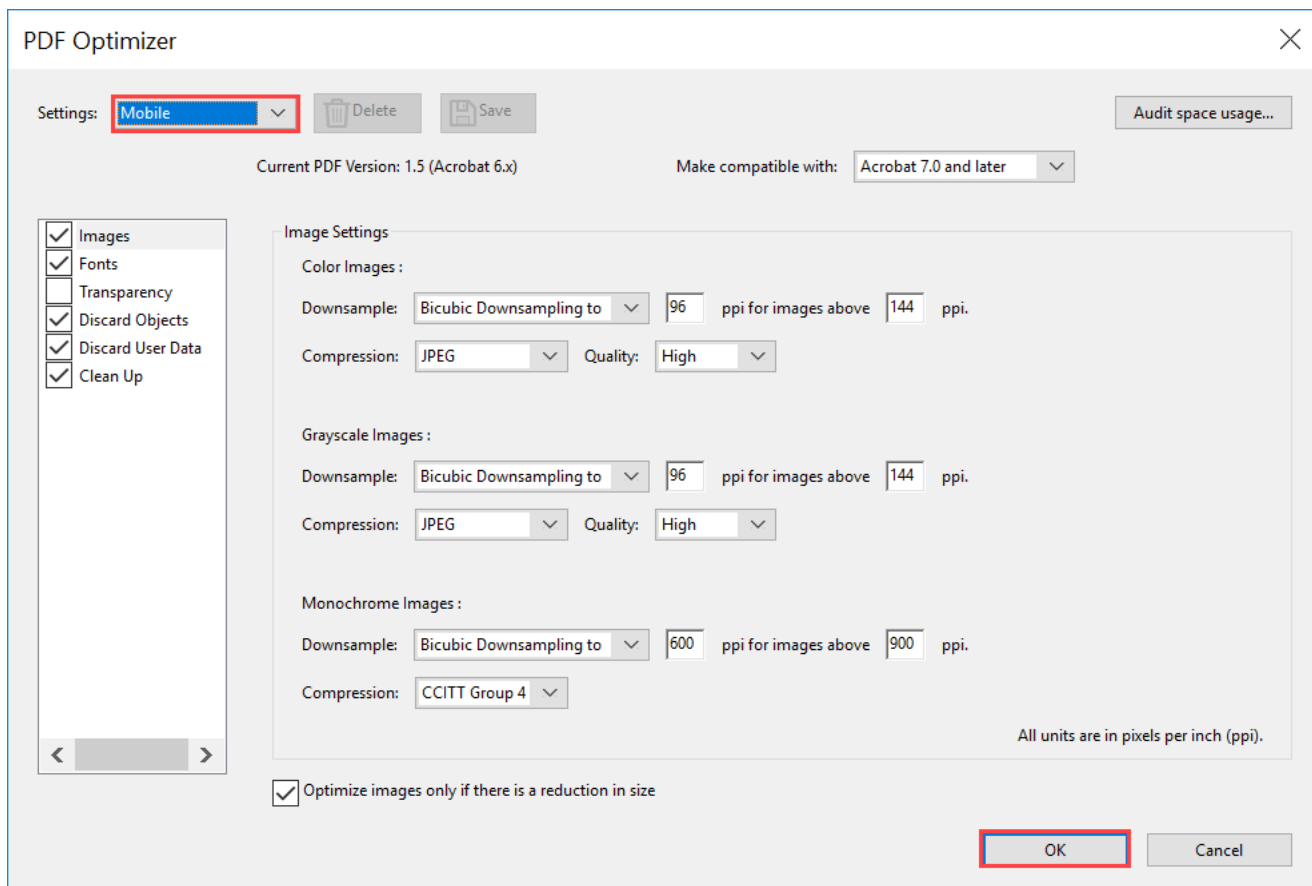 PDF Optimizer
Settings: Mobile Delete Save Audit space usage...
Current PDF Version: 1.5 (Acrobat 6.x) Make compatible with: Acrobat 7.0 and later
Images
Fonts
Transparency
Discard Objects
Discard User Data
Clean Up
Image Settings
Color Images :
Downsample: Bicubic Downsampling to 96 ppi for images above 144 ppi.
Compression: JPEG Quality: High
Grayscale Images :
Downsample: Bicubic Downsampling to 96 ppi for images above 144 ppi.
Compression: JPEG Quality: High
Monochrome Images :
Downsample: Bicubic Downsampling to 600 ppi for images above 900 ppi.
Compression: CCITT Group 4
All units are in pixels per inch (ppi).
Optimize images only if there is a reduction in size
OK Cancel